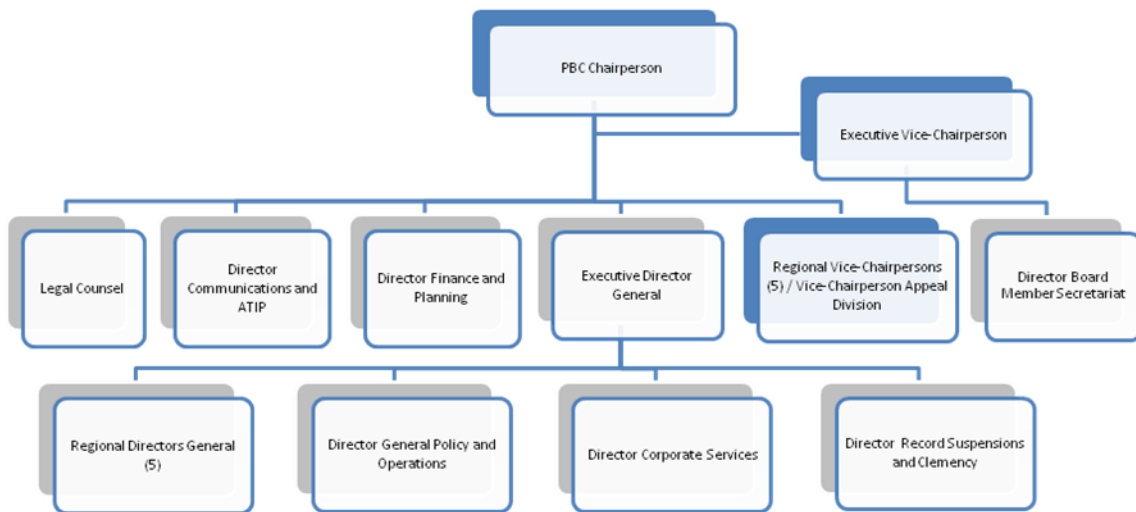 PBC Chairperson
Executive Vice-Chairperson
Legal Counsel
Director
Communications and
ATIP
Director Finance and
Planning
Executive Director
General
Regional Vice-Chairpersons
(5) / Vice-Chairperson Appeal
Division
Director Board
Member Secretariat
Regional Directors General
(5)
Director General Policy and
Operations
Director Corporate Services
Director Record Suspensions
and Clemency